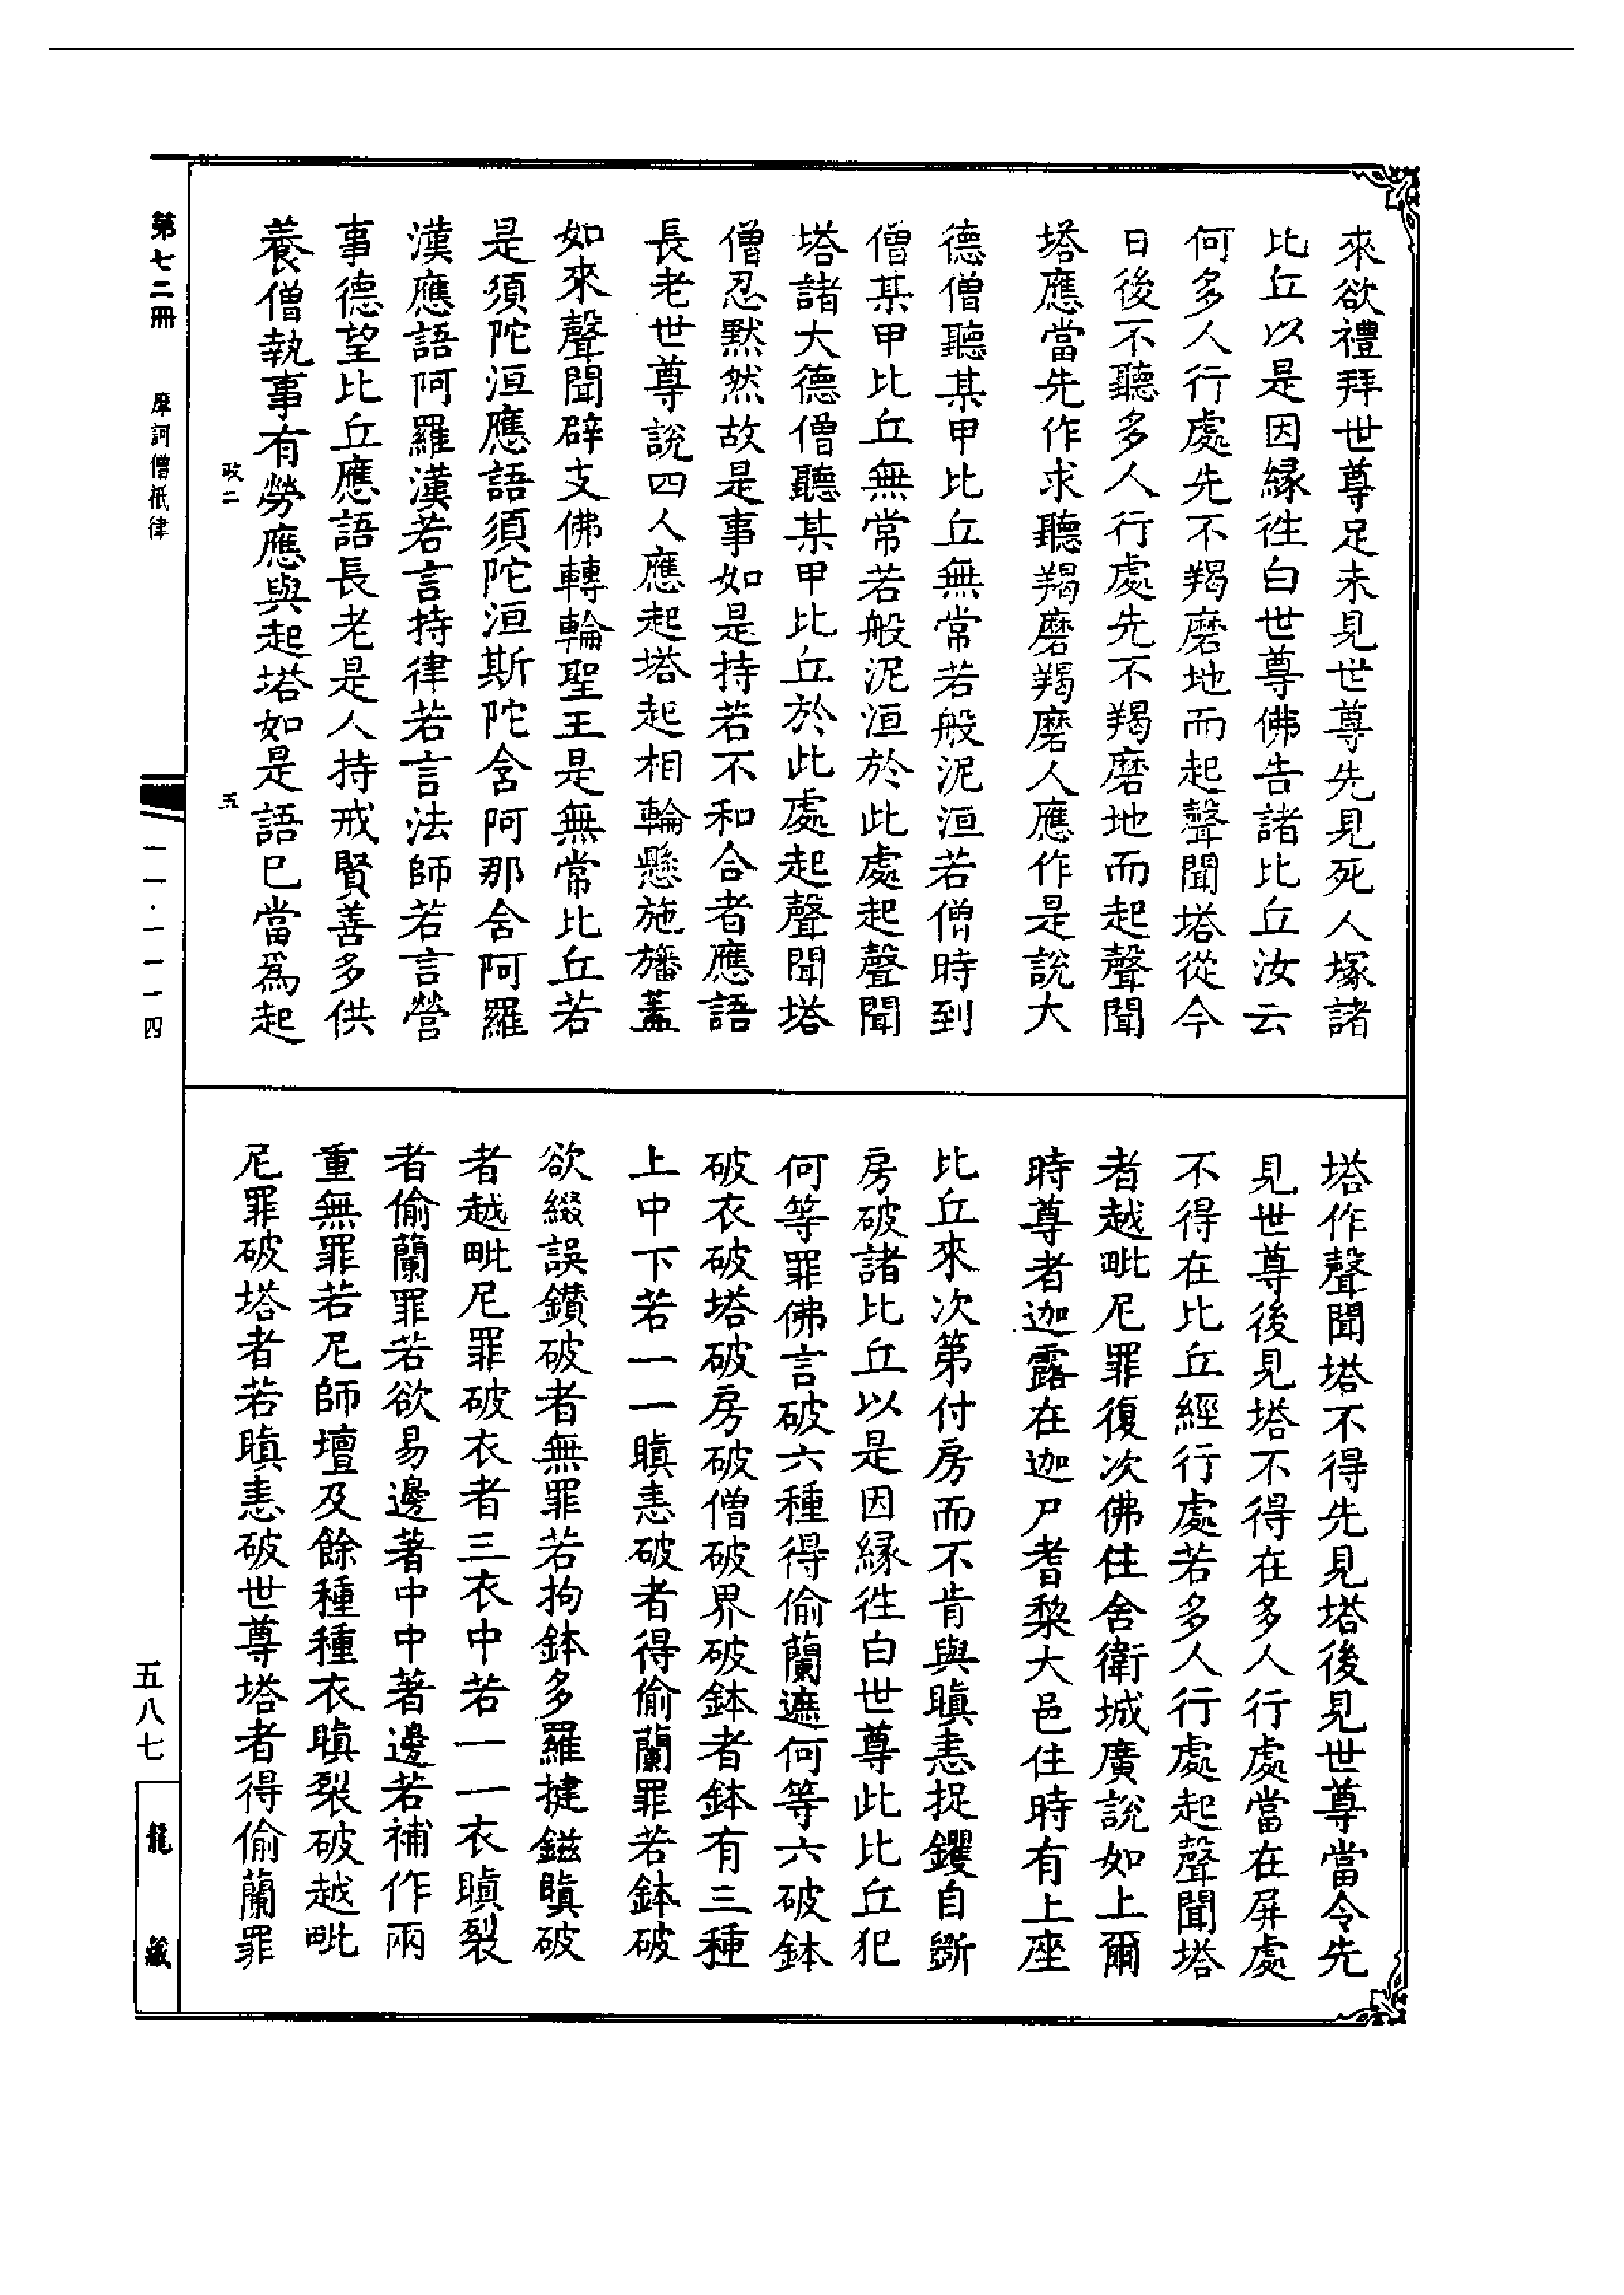 來欲禮拜世尊足未見世尊先見死人塚諸
比丘以是因緣徃白世尊佛告諸比丘汝云
何多人行處先不羯磨地而起聲聞塔從今
日後不聽多人行處先不羯磨地而起聲聞
塔應當先作求聽羯磨羯磨人應作是說大
德僧聽某甲比丘無常若般泥洹若僧時到
僧某甲比丘無常若般泥洹於此處起聲聞
塔諸大德僧聽某甲比丘於此處起聲聞塔
僧忍黙然故是事如是持若不和合者應語
長老世尊說四人應起塔起相輪懸施旛蓋
如來聲聞辟支佛轉輪聖王是無常比丘若
是須陀洹應語須陀洹斯陀含阿那含阿羅
漢應語阿羅漢若言持律若言法師若言營
事德望比丘應語長老是人持戒賢善多供
養僧執事有勞應與起塔如是語已當爲起
政二
五
塔作聲聞塔不得先見塔後見世尊當令先
見世尊後見塔不得在多人行處當在屏處
不得在比丘經行處若多人行處起聲聞塔
者越毗尼罪復次佛住舍衛城廣說如上爾
時尊者迦露在迦尸耆黎大邑住時有上座
比丘來次第付房而不肯與瞋恚捉钁自斵
房破諸比丘以是因緣徃白世尊此比丘犯
何等罪佛言破六種得偷蘭遮何等六破鉢
破衣破塔破房破僧破界破鉢者鉢有三種
上中下若一一瞋恚破者得偷蘭罪若鉢破
欲綴誤鑽破者無罪若拘鉢多羅揵鎡瞋破
者越毗尼罪破衣者三衣中若一一衣瞋裂
者偷蘭罪若欲易邊著中中著邊若補作兩
重無罪若尼師壇及餘種種衣瞋裂破越毗
尼罪破塔者若瞋恚破世尊塔者得偷蘭罪
第七二冊
摩訶僧祇律
一一·一一一四
五八七
龍藏